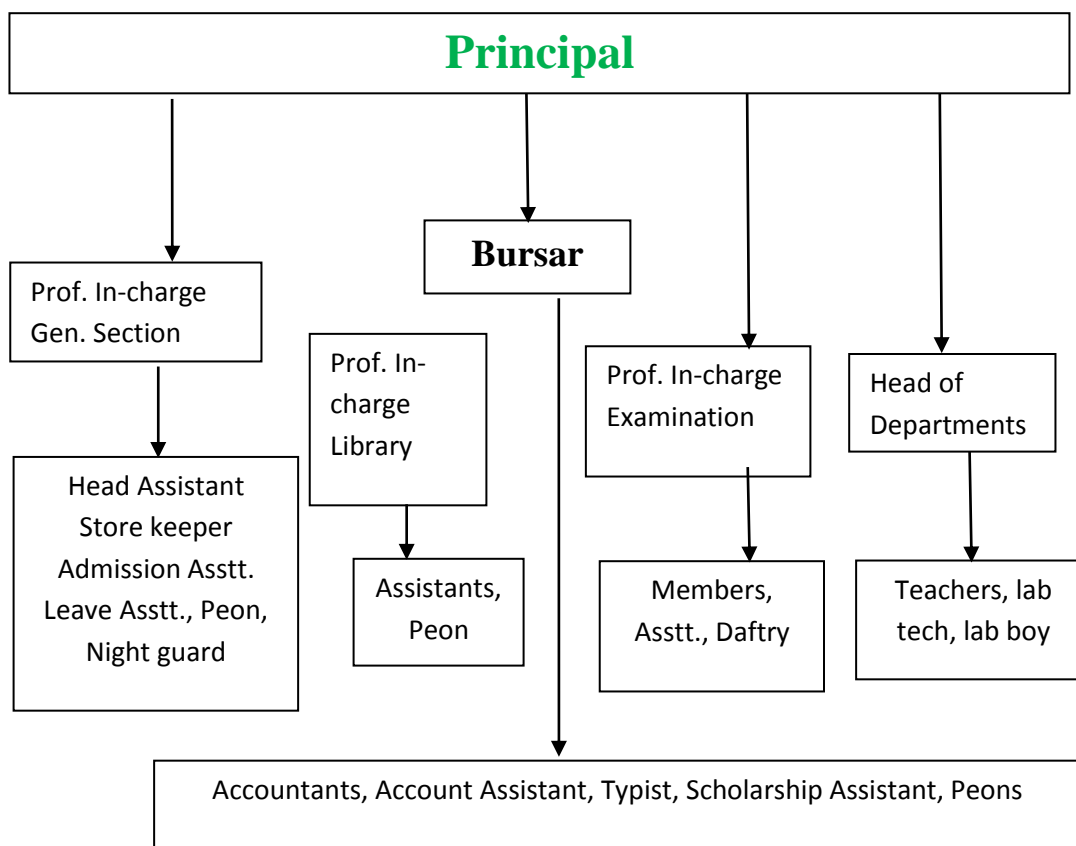 Principal
Bursar
Prof. In-charge
Gen. Section
Prof. In-
charge
Library
Prof. In-charge
Examination
Head of
Departments
Head Assistant
Store keeper
Admission Asstt.
Leave Asstt., Peon,
Night guard
Assistants,
Peon
Members,
Asstt., Daftry
Teachers, lab
tech, lab boy
Accountants, Account Assistant, Typist, Scholarship Assistant, Peons